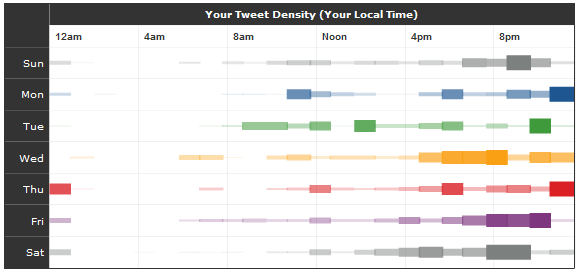 Your Tweet Density (Your Local Time)
12am 4am 8am Noon 4pm 8pm
Sun
Mon
Tue
Wed
Thu
Fri
Sat